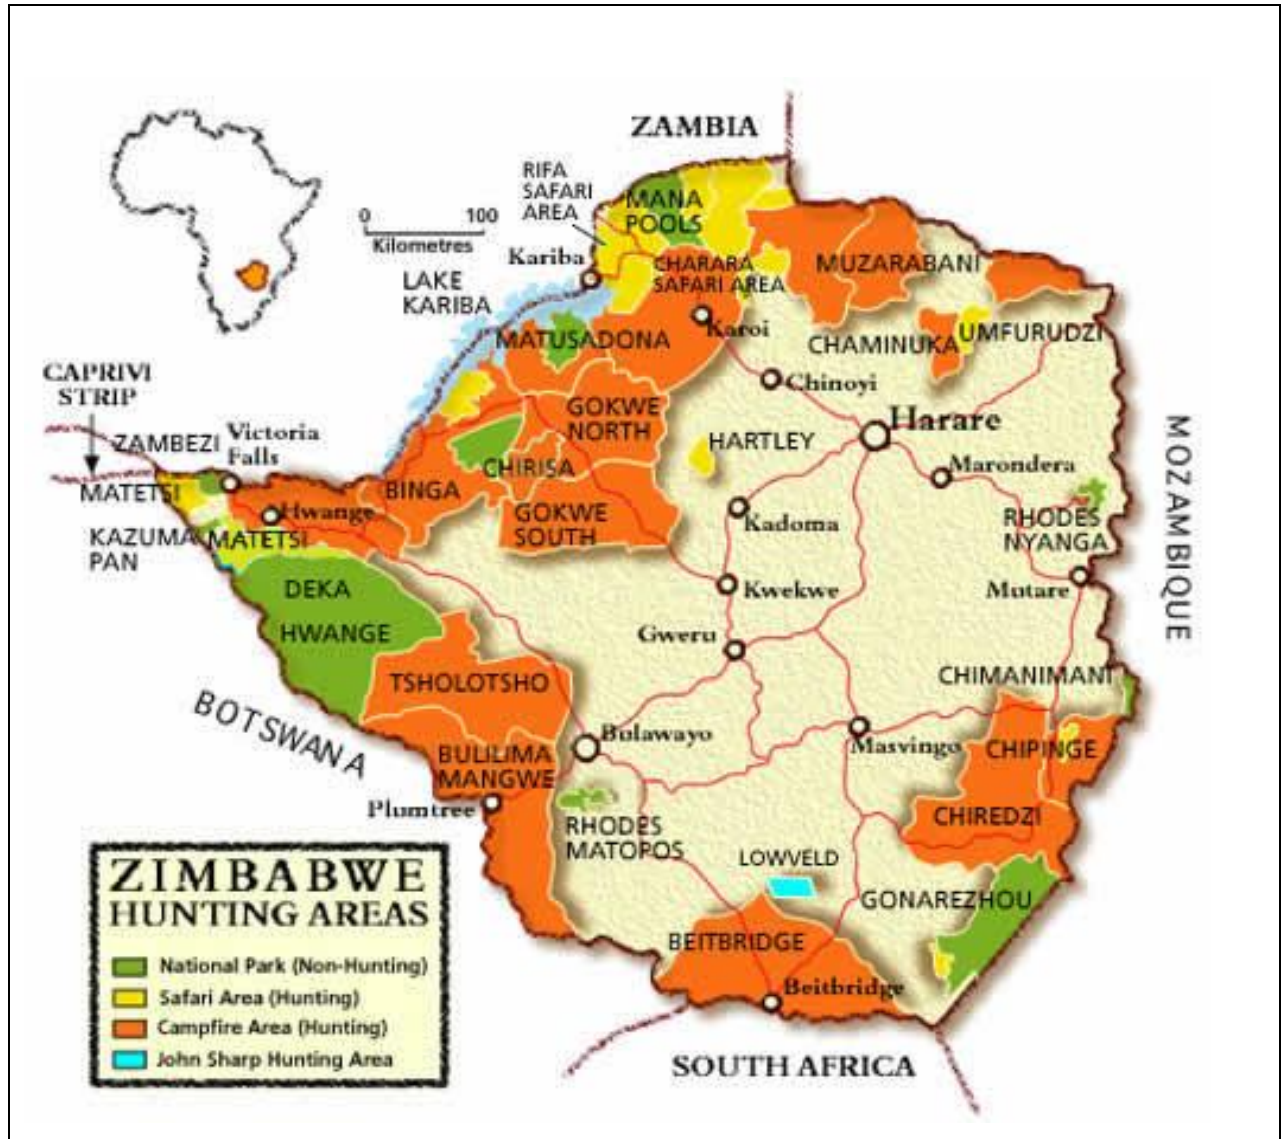 ZAMBIA
RIFA
SAFARI
AREA
MANA
POOLS
0 100
Kilometres
Kariba
LAKE
KARIBA
CHARARA
SAFARI AREA
MUZARABANI
Karoi
MATUSADONA
CHAMINUKA
UMFURUDZI
CAPRIVI
STRIP
Chinoyi
ZAMBEZI
Victoria
Falls
GOKWE
NORTH
HARTLEY
Harare
MATETSI
BINGA
CHIRISA
Marondera
Hwange
GOKWE
SOUTH
Kadoma
RHODES
NYANGA
KAZUMA
PAN
MATETSI
MOZAMBIQUE
DEKA
Kwekwe
Mutare
HWANGE
Gweru
TSHOLOTSHO
CHIMANIMANI
BOTSWANA
Bulawayo
Masvingo
CHIPINGE
BULILIMA
MANGWE
Plumtree
RHODES
MATOPOS
CHIREDZI
LOWVELD
GONAREZHOU
BEITBRIDGE
Beitbridge
SOUTH AFRICA
ZIMBABWE
HUNTING AREAS
National Park (Non-Hunting)
Safari Area (Hunting)
Campfire Area (Hunting)
John Sharp Hunting Area